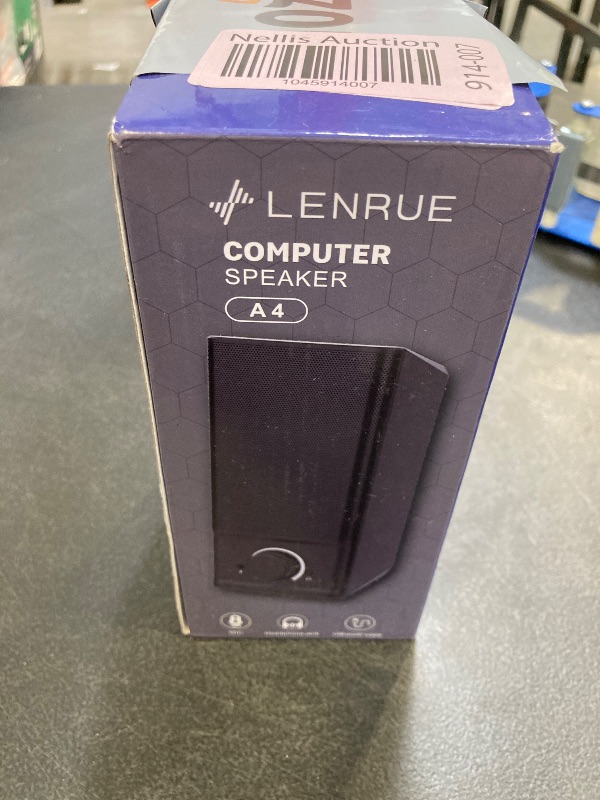 Nellis Auction
1045914007
914-007
LENRUE
COMPUTER
SPEAKER
A4